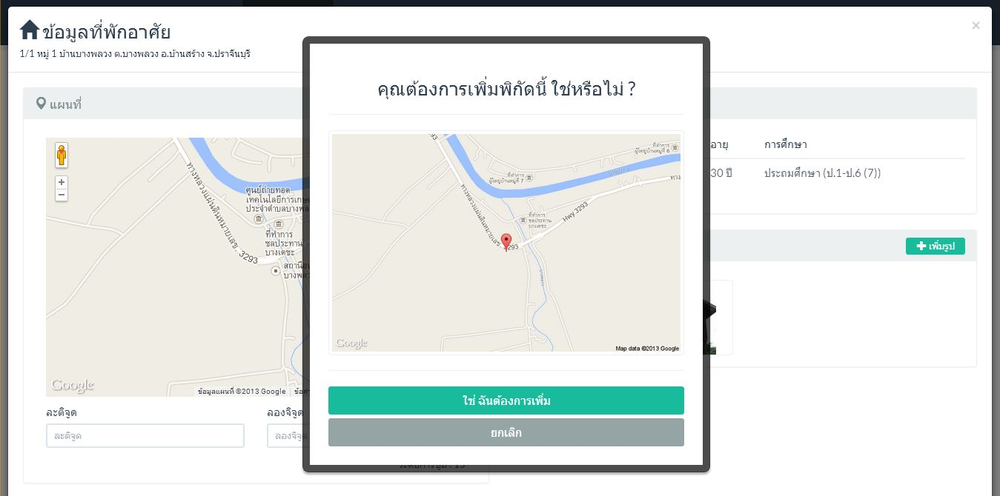 ข้อมูลที่พักอาศัย
×
1/1 หมู่ 1 บ้านบางพลวง ต.บางพลวง อ.บ้านสร้าง จ.ปราจีนบุรี
แผนที่
ทางหลวงแผ่นดินหมายเลข. 3293
ศูนย์ถ่ายทอด
เทคโนโลยีการเกษ
ประจำตำบลบางพล
ที่ทำการ
ชลประทาน
บางเตชะ
สถานีอน
บางพล
+
−
Google
ข้อมูลแผนที่ ©2013 Google
ละติจูด
ลองจิจูด
ละติจูด
ลองจิจูด
ระดับการซูม : 15
คุณต้องการเพิ่มพิกัดนี้ ใช่หรือไม่ ?
93
ที่ทำการ
ผู้ใหญ่บ้านหมู่ที่ 6
ที่ทำการ
ผู้ใหญ่บ้านหมู่ที่ 7
ทางหลวงแผ่นดินหมายเลข. 3293
ที่ทำการ
ชลประทาน
บางเตชะ
Hwy 3293
ทาง
Google
Map data ©2013 Google
ใช่ ฉันต้องการเพิ่ม
ยกเลิก
อายุ
การศึกษา
30 ปี
ประถมศึกษา (ป.1-ป.6 (7))
เพิ่มรูป